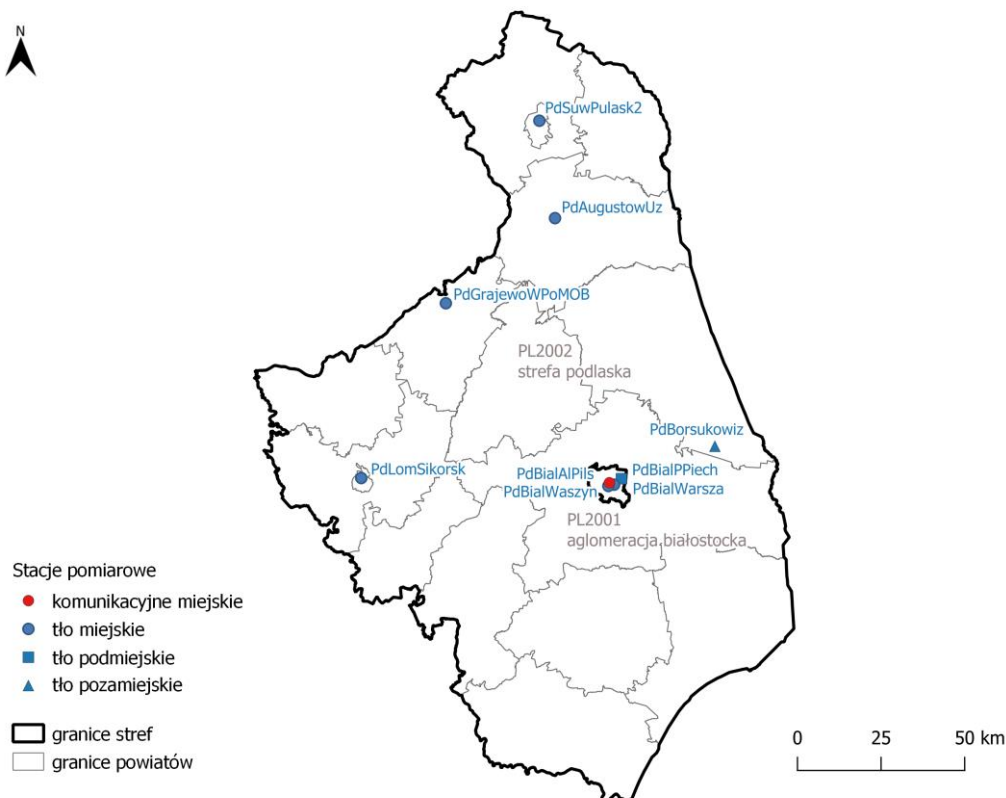 N
PdSuwPulask2
PdAugustowUz
PdGrajewoWPoMOB
PL2002
strefa podlaska
PdBorsukowiz
PdLomSikorsk
PdBialAlPils
PdBialPPiech
PdBialWaszyn
PdBialWarsza
PL2001
aglomeracja białostocka
Stacje pomiarowe
komunikacyjne miejskie
tło miejskie
tło podmiejskie
tło pozamiejskie
granice stref
granice powiatów
0 25 50 km